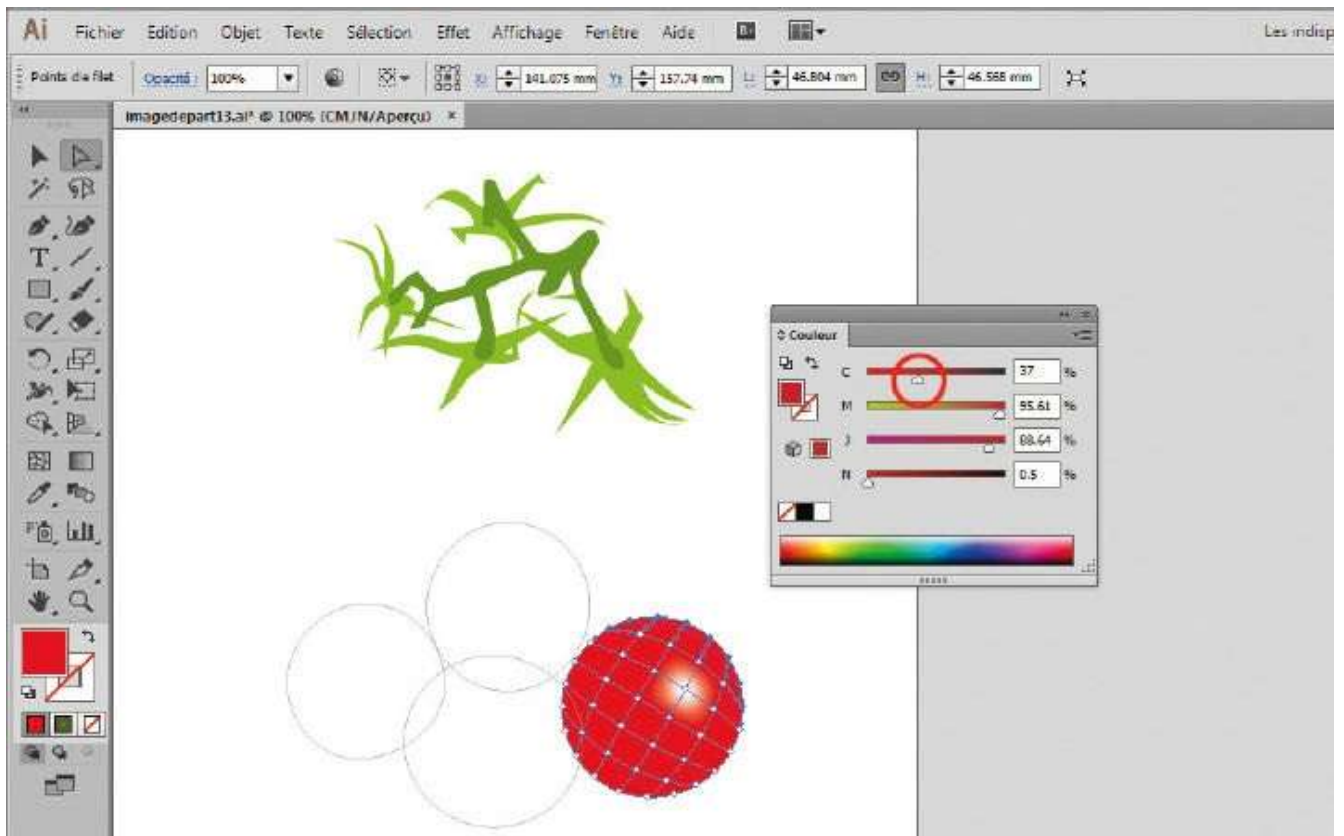 Ai Fichier Edition Objet Texte Sélection Effet Affichage Fenêtre Aide Br Les indisp
Points de filet Opacité : 100% X: 141.075 mm Y: 157.74 mm L: 46.804 mm H: 46.568 mm
imagedepart13.ai* @ 100% (CMJN/Aperçu) ×
Couleur
C 37 %
M 95.61 %
J 88.64 %
N 0.5 %